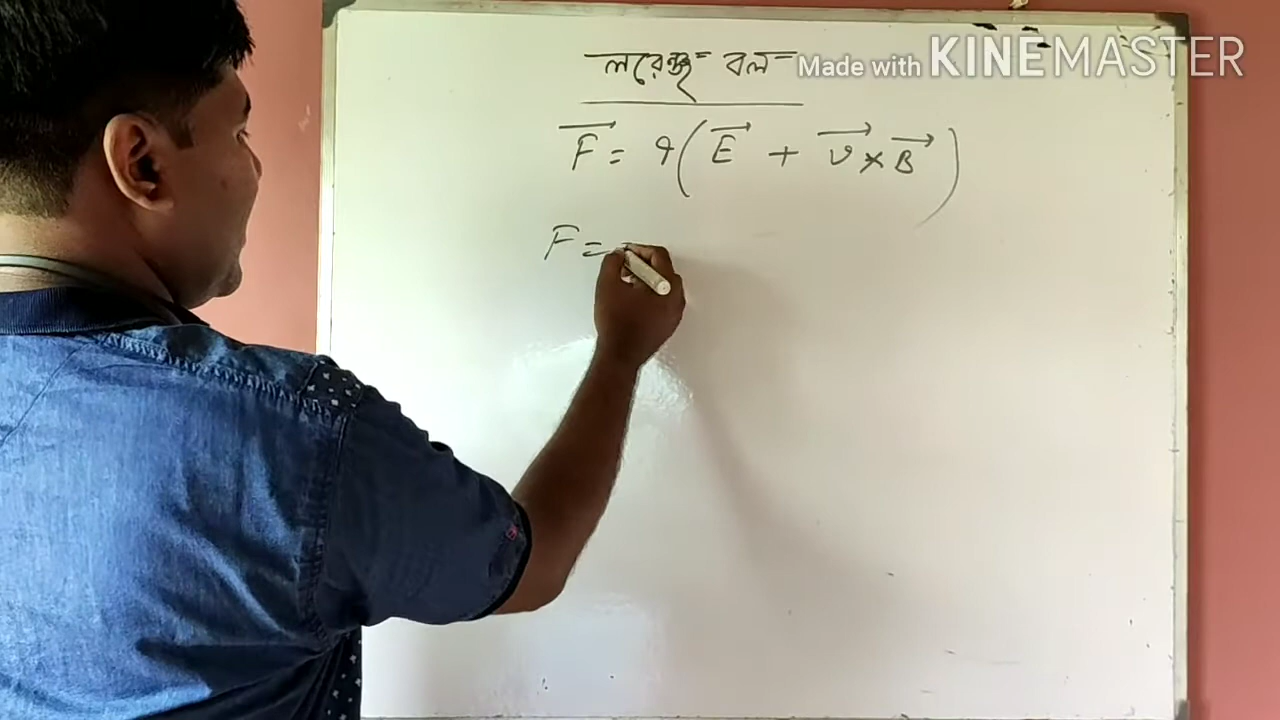 লরেঞ্জ বল Made with KINEMASTER
F⃗ = q(E⃗ + v⃗ × B⃗)
F =